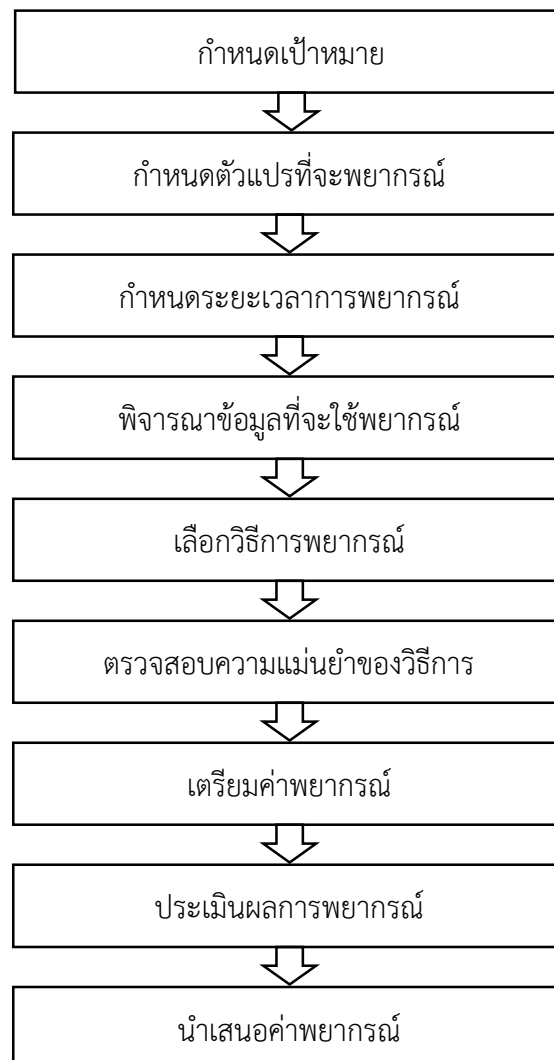 กำหนดเป้าหมาย
กำหนดตัวแปรที่จะพยากรณ์
กำหนดระยะเวลาการพยากรณ์
พิจารณาข้อมูลที่จะใช้พยากรณ์
เลือกวิธีการพยากรณ์
ตรวจสอบความแม่นยำของวิธีการ
เตรียมค่าพยากรณ์
ประเมินผลการพยากรณ์
นำเสนอค่าพยากรณ์